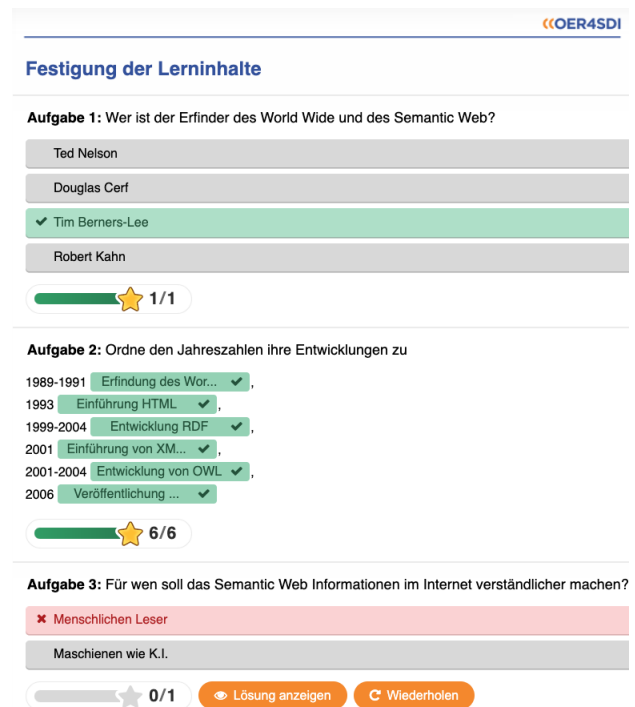 OER4SDI
Festigung der Lerninhalte
Aufgabe 1: Wer ist der Erfinder des World Wide und des Semantic Web?
Ted Nelson
Douglas Cerf
Tim Berners-Lee
Robert Kahn
1/1
Aufgabe 2: Ordne den Jahreszahlen ihre Entwicklungen zu
1989-1991 Erfindung des Wor... ,
1993 Einführung HTML ,
1999-2004 Entwicklung RDF ,
2001 Einführung von XM... ,
2001-2004 Entwicklung von OWL ,
2006 Veröffentlichung ...
6/6
Aufgabe 3: Für wen soll das Semantic Web Informationen im Internet verständlicher machen?
Menschlichen Leser
Maschienen wie K.I.
0/1 Lösung anzeigen Wiederholen